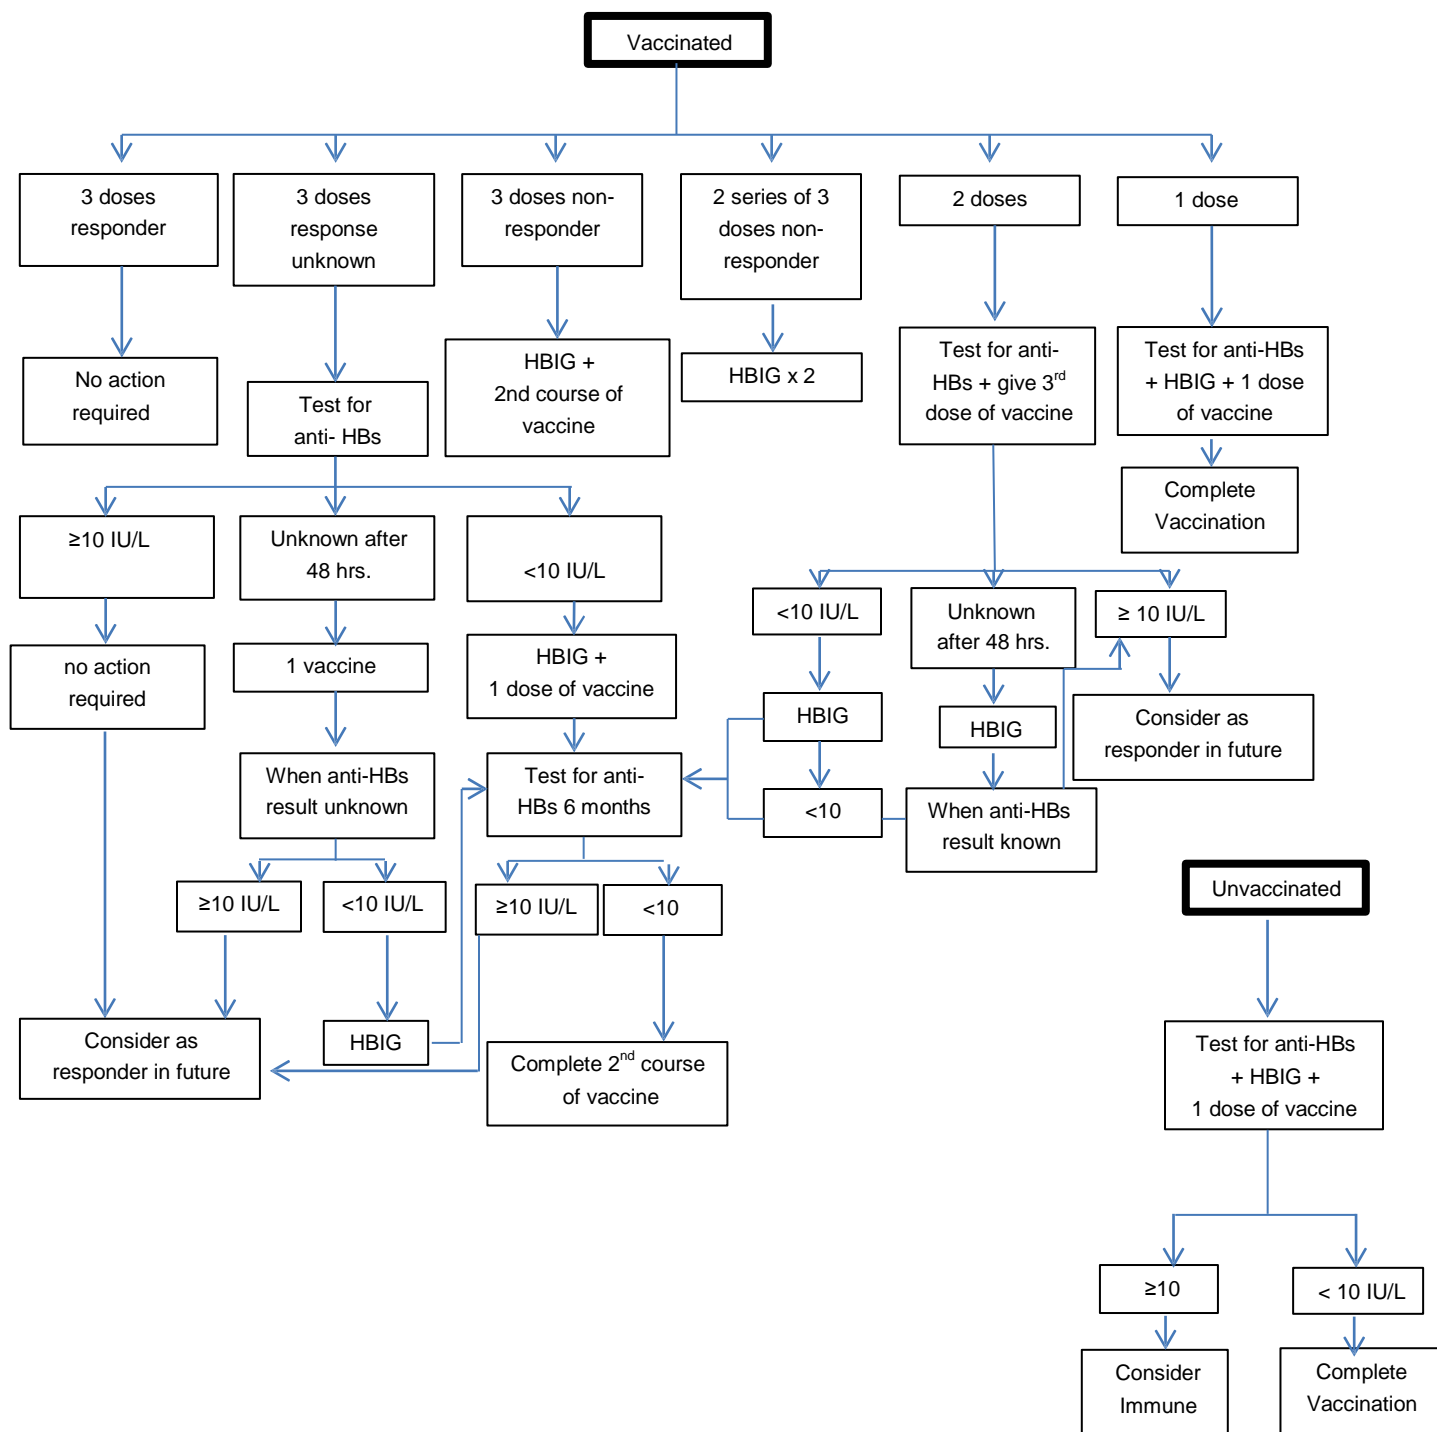 Vaccinated
3 doses
responder
3 doses
response
unknown
3 doses non-
responder
2 series of 3
doses non-
responder
2 doses
1 dose
No action
required
Test for
anti- HBs
HBIG +
2nd course of
vaccine
HBIG x 2
Test for anti-
HBs + give 3rd
dose of vaccine
Test for anti-HBs
+ HBIG + 1 dose
of vaccine
Complete
Vaccination
≥10 IU/L
Unknown after
48 hrs.
<10 IU/L
<10 IU/L
Unknown
after 48 hrs.
≥ 10 IU/L
no action
required
1 vaccine
HBIG +
1 dose of vaccine
HBIG
HBIG
Consider as
responder in future
When anti-HBs
result unknown
Test for anti-
HBs 6 months
<10
When anti-HBs
result known
≥10 IU/L
<10 IU/L
≥10 IU/L
<10
Unvaccinated
Consider as
responder in future
HBIG
Complete 2nd course
of vaccine
Test for anti-HBs
+ HBIG +
1 dose of vaccine
≥10
< 10 IU/L
Consider
Immune
Complete
Vaccination